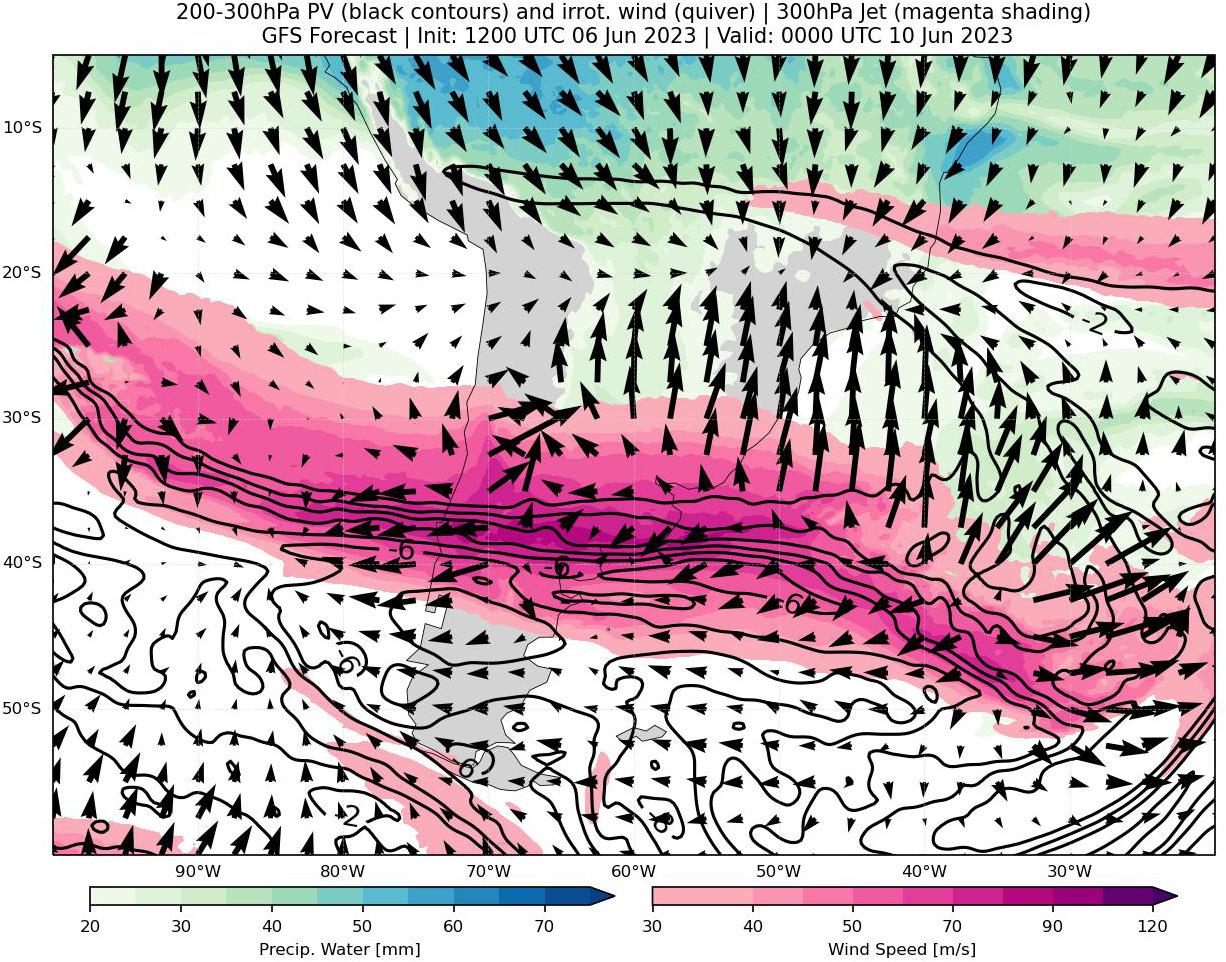 200-300hPa PV (black contours) and irrot. wind (quiver) | 300hPa Jet (magenta shading)
GFS Forecast | Init: 1200 UTC 06 Jun 2023 | Valid: 0000 UTC 10 Jun 2023
10°S
20°S
-2
30°S
-6
-6
40°S
-6
-6
50°S
-6
-2
90°W
80°W
70°W
60°W
50°W
40°W
30°W
20
30
40
50
60
70
30
40
50
70
90
120
Precip. Water [mm]
Wind Speed [m/s]